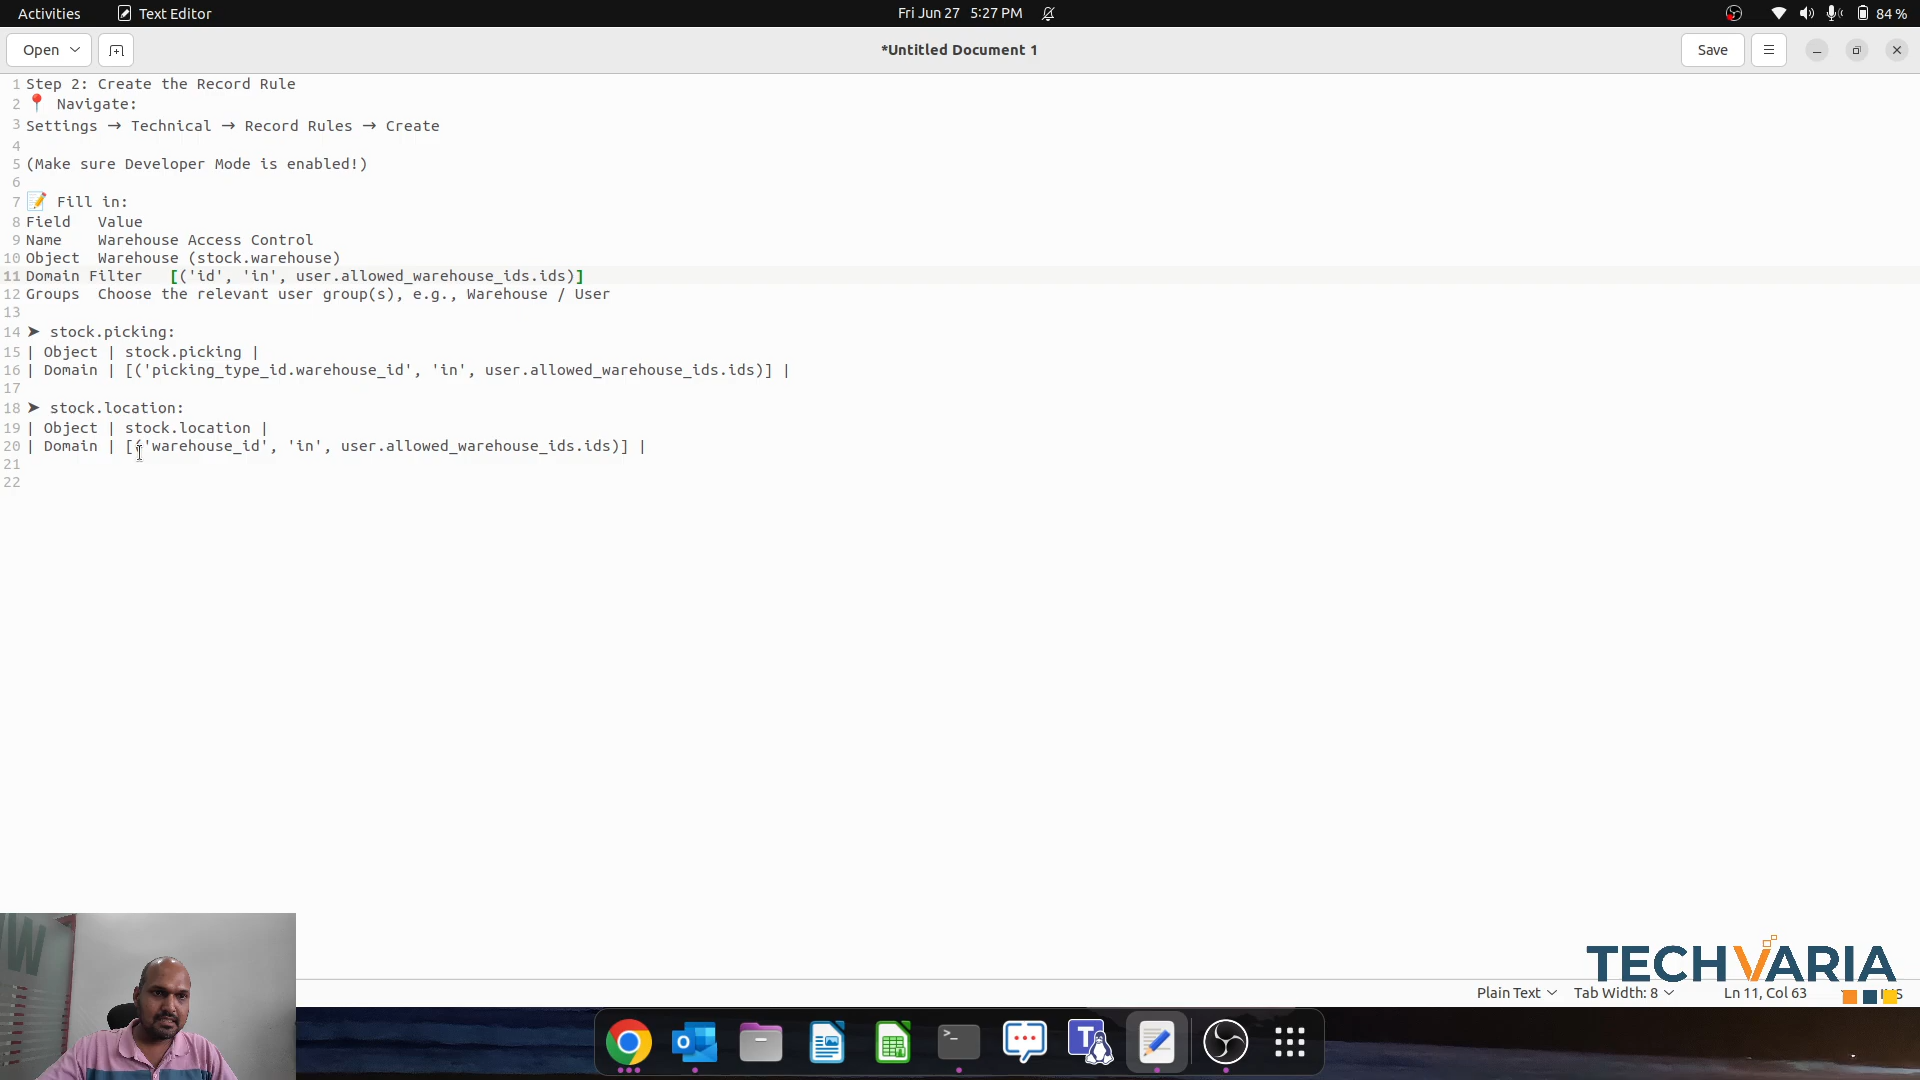 Activities Text Editor Fri Jun 27 5:27 PM 84 %
Open *Untitled Document 1 Save
1 Step 2: Create the Record Rule
2 📍 Navigate:
3 Settings → Technical → Record Rules → Create
4
5 (Make sure Developer Mode is enabled!)
6
7 📝 Fill in:
8 Field Value
9 Name Warehouse Access Control
10 Object Warehouse (stock.warehouse)
11 Domain Filter [('id', 'in', user.allowed_warehouse_ids.ids)]
12 Groups Choose the relevant user group(s), e.g., Warehouse / User
13
14 ➤ stock.picking:
15 | Object | stock.picking |
16 | Domain | [('picking_type_id.warehouse_id', 'in', user.allowed_warehouse_ids.ids)] |
17
18 ➤ stock.location:
19 | Object | stock.location |
20 | Domain | [('warehouse_id', 'in', user.allowed_warehouse_ids.ids)] |
21
22
TECHVARIA
Plain Text Tab Width: 8 Ln 11, Col 63